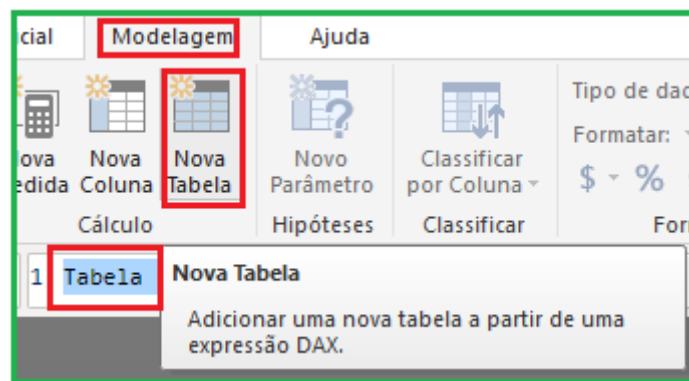 cial Modelagem Ajuda
Tipo de dad
Formatar:
$ %
ova Nova Nova Novo Classificar
edida Coluna Tabela Parâmetro por Coluna
Cálculo Hipóteses Classificar For
1 Tabela Nova Tabela
Adicionar uma nova tabela a partir de uma
expressão DAX.